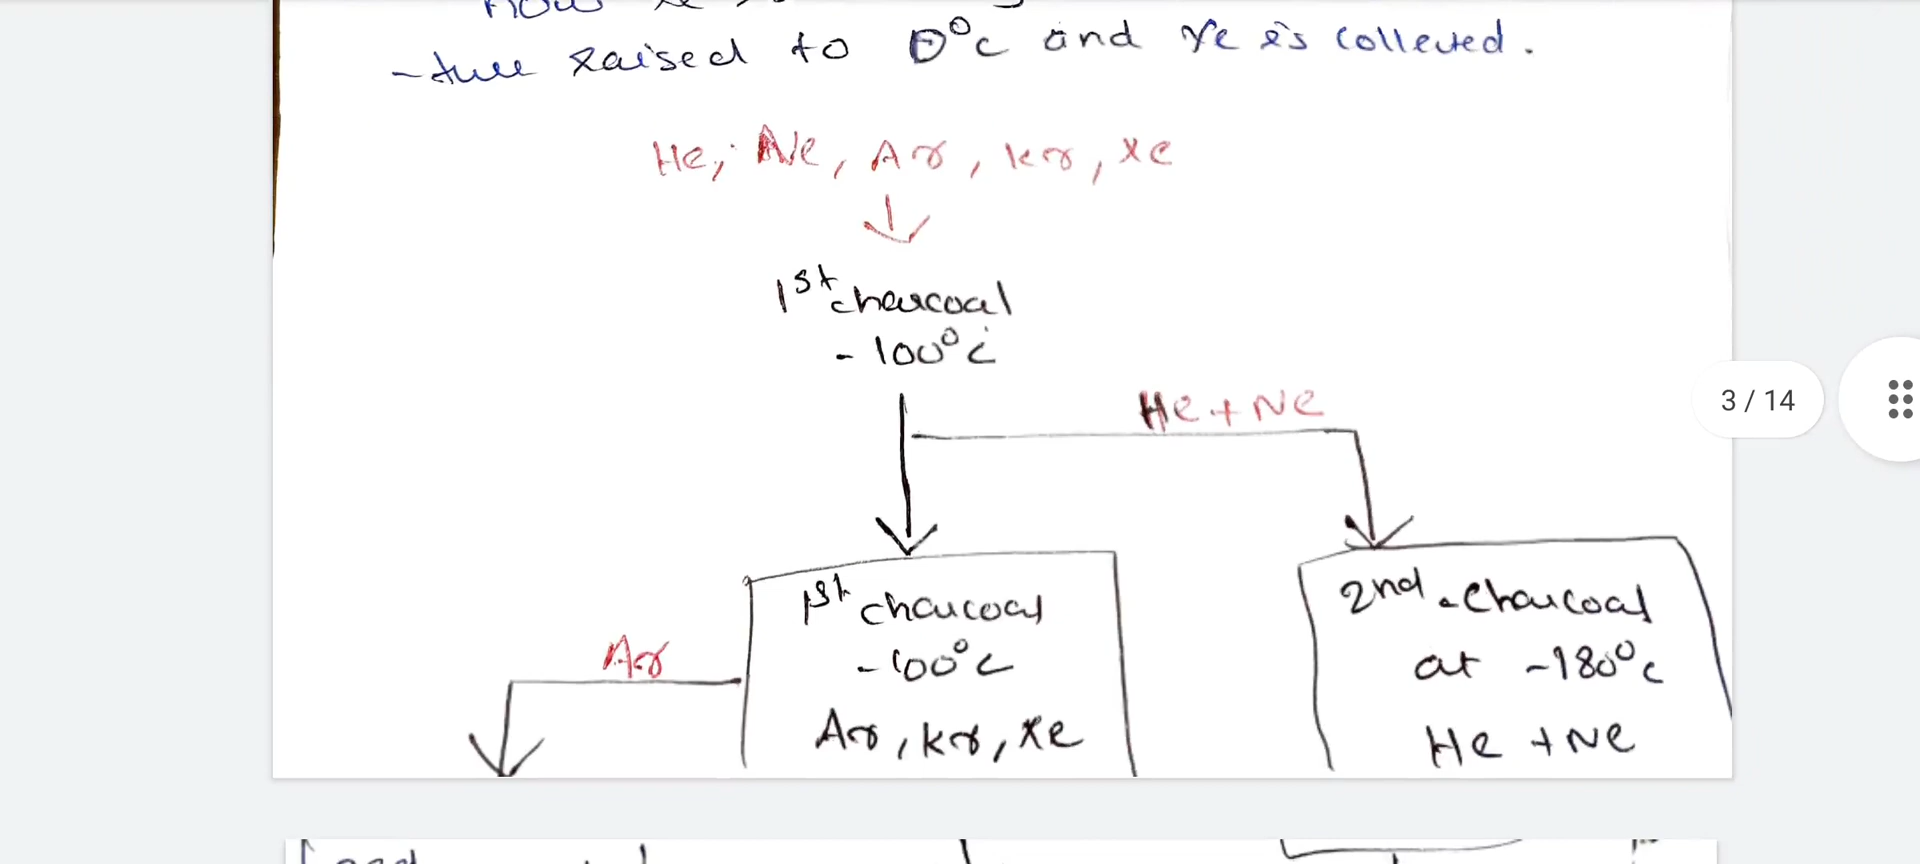 -ture raised to 0°c and Xe is collected.
He, Ne, Ar, Kr, Xe
1st charcoal
-100°c
He + Ne
1st charcoal
-100°c
Ar, Kr, Xe
2nd charcoal
at -180°c
He + Ne
Ar
3 / 14